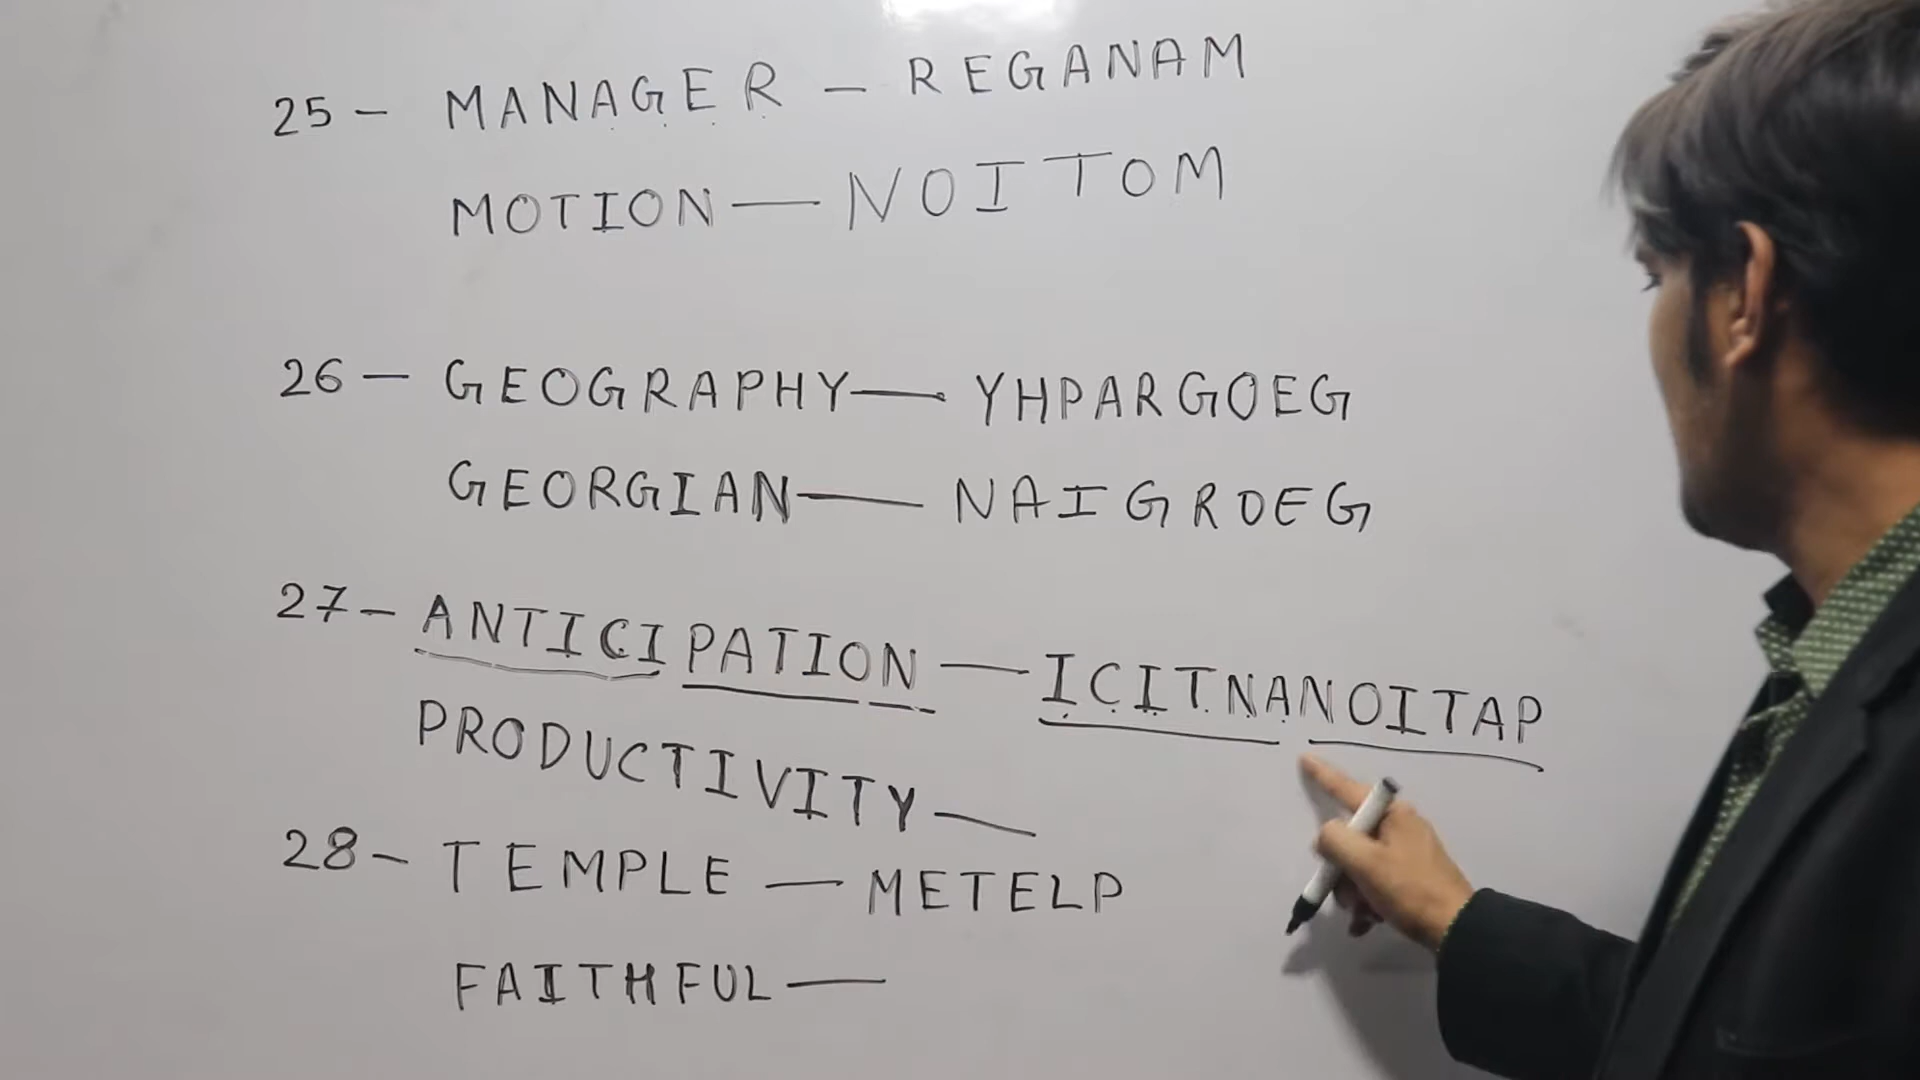 25 - MANAGER - REGANAM
MOTION — NOITOM
26 - GEOGRAPHY — YHPARGOEG
GEORGIAN — NAIGROEG
27 - ANTICIPATION — ICITNANOITAP
PRODUCTIVITY —
28 - TEMPLE — METELP
FAITHFUL —